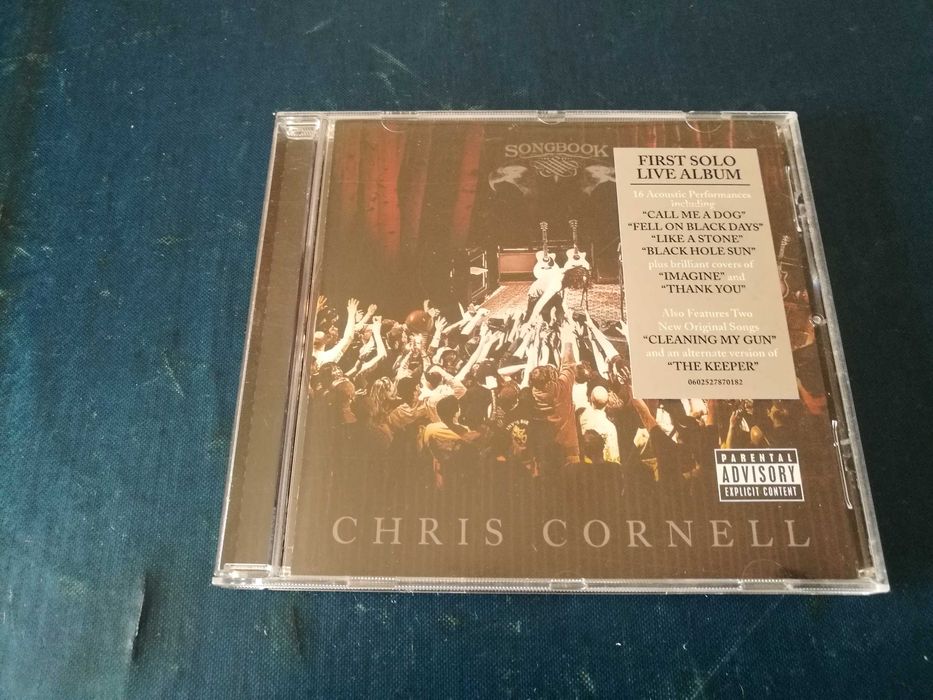 SONGBOOK
FIRST SOLO
LIVE ALBUM
16 Acoustic Performances
including
“CALL ME A DOG”
“FELL ON BLACK DAYS”
“LIKE A STONE”
“BLACK HOLE SUN”
plus brilliant covers of
“IMAGINE” and
“THANK YOU”
Also Features Two
New Original Songs
“CLEANING MY GUN”
and an alternate version of
“THE KEEPER”
0602527870182
PARENTAL
ADVISORY
EXPLICIT CONTENT
CHRIS CORNELL